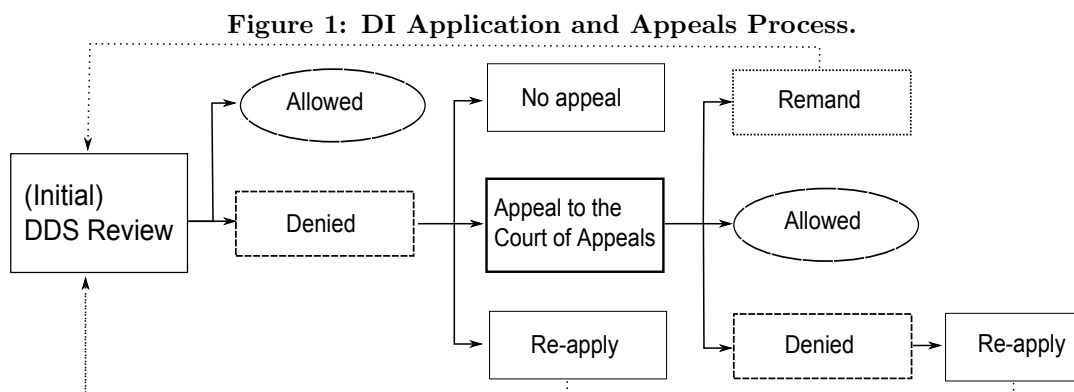 Figure 1: DI Application and Appeals Process.
Allowed
No appeal
Remand
(Initial)
DDS Review
Denied
Appeal to the
Court of Appeals
Allowed
Re-apply
Denied
Re-apply